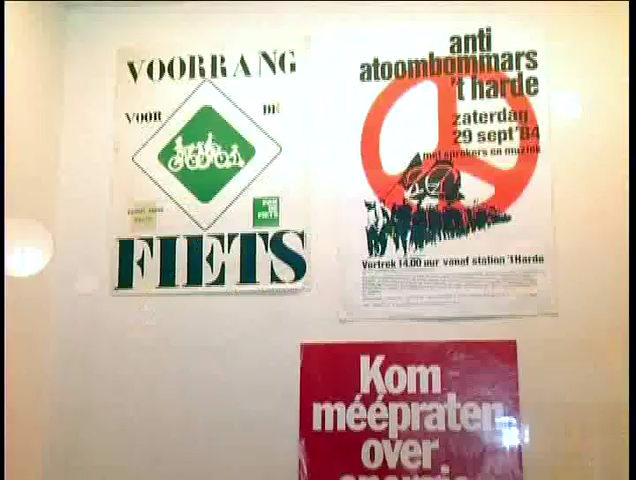 VOORRANG
VOOR DE
FIETS
anti
atoombommars
't harde
zaterdag
29 sept'84
met sprekers en muziek
Vertrek 14.00 uur vanaf station 't Harde
Kom
méépraten
over